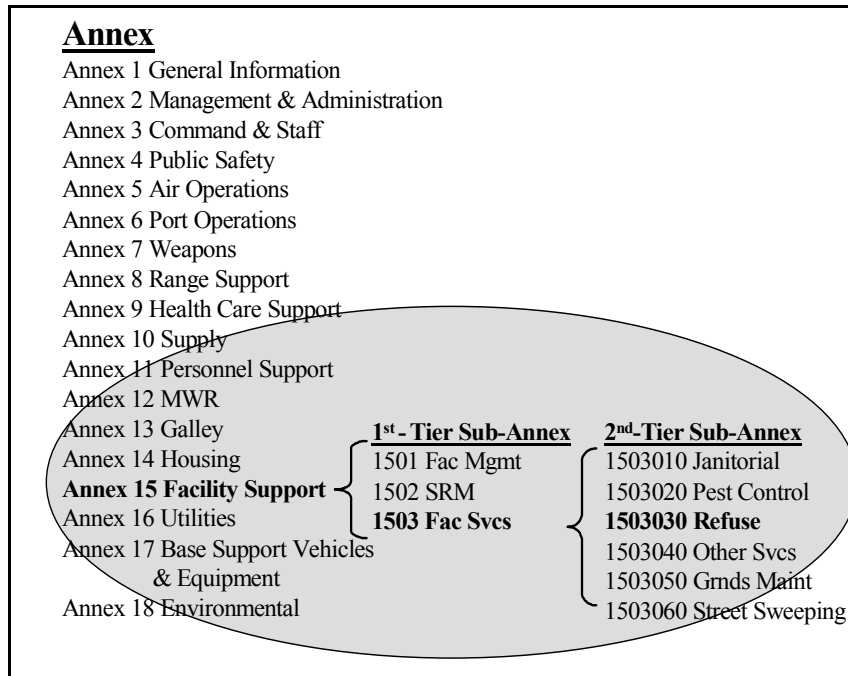 Annex
Annex 1 General Information
Annex 2 Management & Administration
Annex 3 Command & Staff
Annex 4 Public Safety
Annex 5 Air Operations
Annex 6 Port Operations
Annex 7 Weapons
Annex 8 Range Support
Annex 9 Health Care Support
Annex 10 Supply
Annex 11 Personnel Support
Annex 12 MWR
Annex 13 Galley
Annex 14 Housing
Annex 15 Facility Support
Annex 16 Utilities
Annex 17 Base Support Vehicles
& Equipment
Annex 18 Environmental
1st - Tier Sub-Annex
1501 Fac Mgmt
1502 SRM
1503 Fac Svcs
2nd-Tier Sub-Annex
1503010 Janitorial
1503020 Pest Control
1503030 Refuse
1503040 Other Svcs
1503050 Grnds Maint
1503060 Street Sweeping